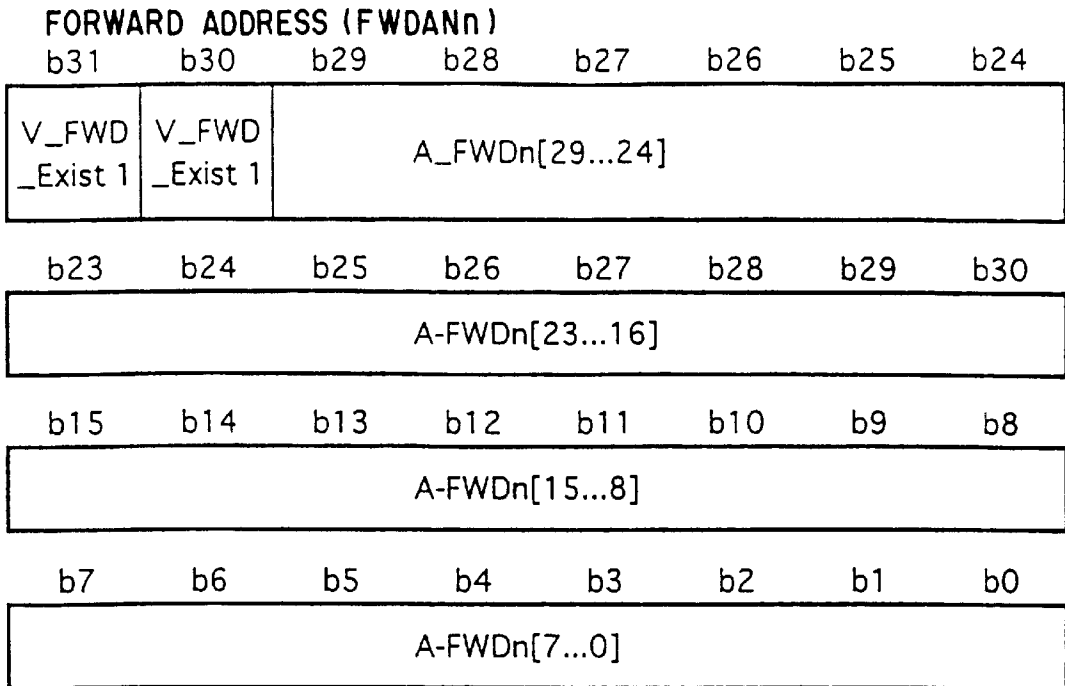 FORWARD ADDRESS (FWDANn)
b31 b30 b29 b28 b27 b26 b25 b24
V_FWD V_FWD
_Exist 1 _Exist 1
A_FWDn[29...24]
b23 b24 b25 b26 b27 b28 b29 b30
A-FWDn[23...16]
b15 b14 b13 b12 b11 b10 b9 b8
A-FWDn[15...8]
b7 b6 b5 b4 b3 b2 b1 b0
A-FWDn[7...0]